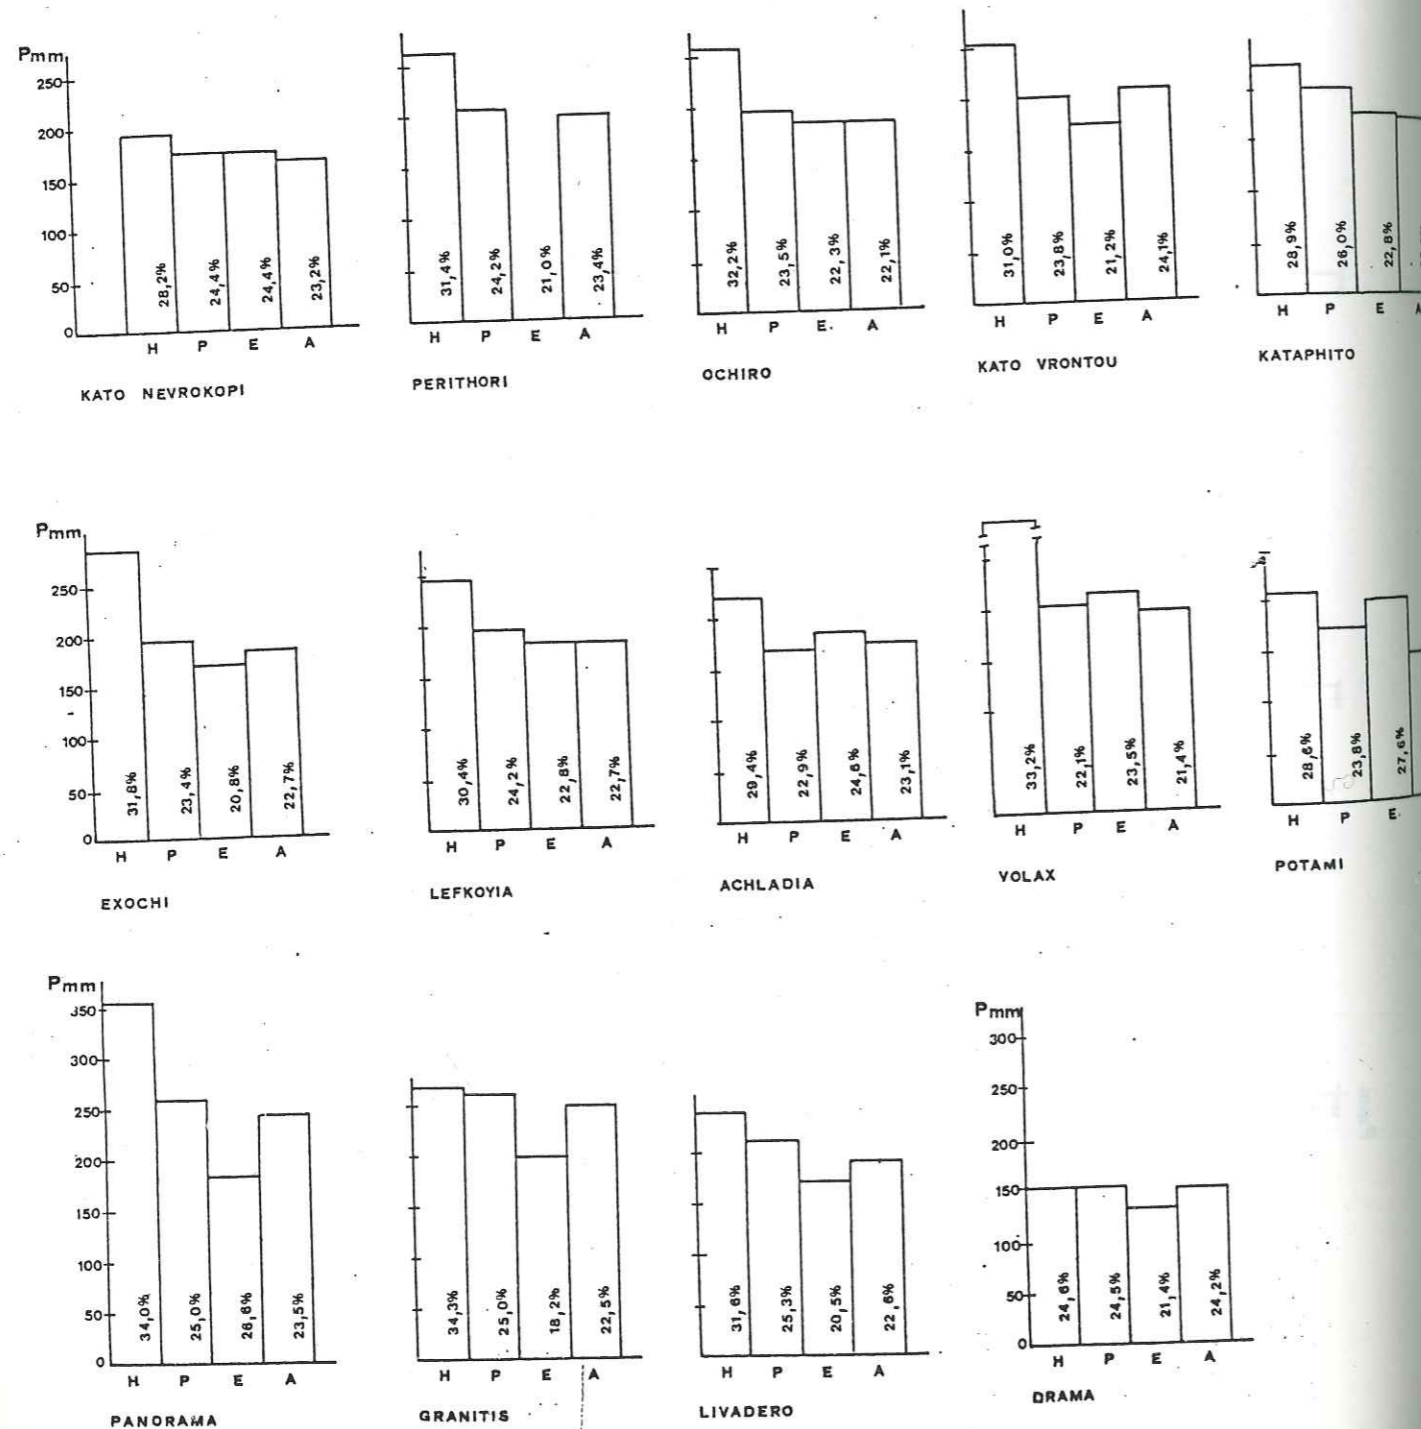 Pmm
250
200
150
100
50
0
28,2% 24,4% 24,4% 23,2%
H P E A
KATO NEVROKOPI
31,4% 24,2% 21,0% 23,4%
H P E A
PERITHORI
32,2% 23,5% 22,3% 22,1%
H P E. A
OCHIRO
31,0% 23,8% 21,2% 24,1%
H P E A
KATO VRONTOU
28,9% 26,0% 22,8%
H P E A
KATAPHITO
Pmm
250
200
150
100
50
0
31,8% 23,4% 20,8% 22,7%
H P E A
EXOCHI
30,4% 24,2% 22,8% 22,7%
H P E A
LEFKOYIA
29,4% 22,9% 24,6% 23,1%
H P E A
ACHLADIA
33,2% 22,1% 23,5% 21,4%
H P E A
VOLAX
28,6% 23,8% 27,6%
H P E
POTAMI
Pmm
350
300
250
200
150
100
50
0
34,0% 25,0% 26,6% 23,5%
H P E A
PANORAMA
34,3% 25,0% 18,2% 22,5%
H P E A
GRANITIS
31,6% 25,3% 20,5% 22,6%
H P E A
LIVADERO
Pmm
300
250
200
150
100
50
0
24,6% 24,5% 21,4% 24,2%
H P E A
DRAMA